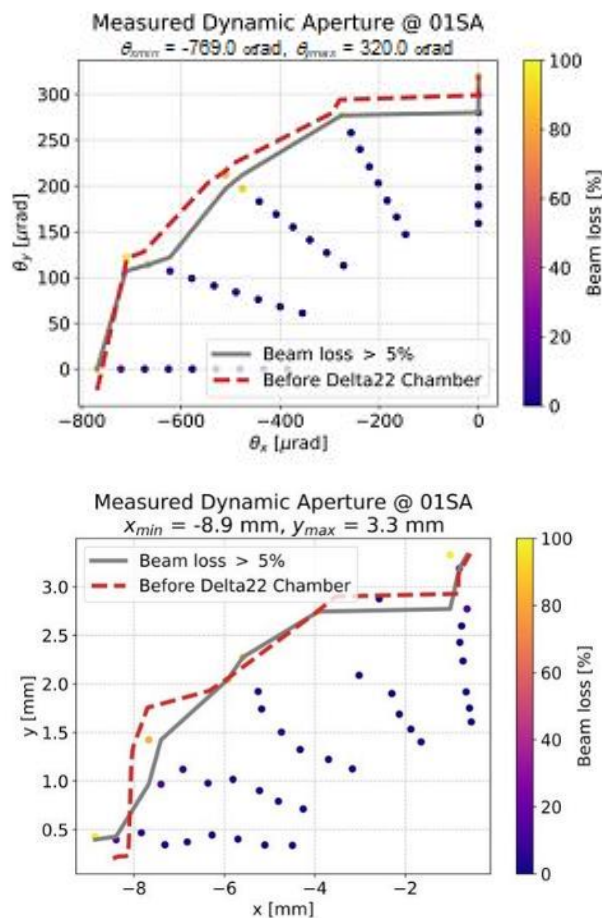 Measured Dynamic Aperture @ 01SA
θxmin = -769.0 σrad, θymax = 320.0 σrad
300
250
200
150
100
50
0
θy [μrad]
Beam loss > 5%
Before Delta22 Chamber
−800 −600 −400 −200 0
θx [μrad]
100
80
60
40
20
0
Beam loss [%]
Measured Dynamic Aperture @ 01SA
xmin = -8.9 mm, ymax = 3.3 mm
Beam loss > 5%
Before Delta22 Chamber
3.0
2.5
2.0
1.5
1.0
0.5
y [mm]
−8 −6 −4 −2
x [mm]
100
80
60
40
20
0
Beam loss [%]